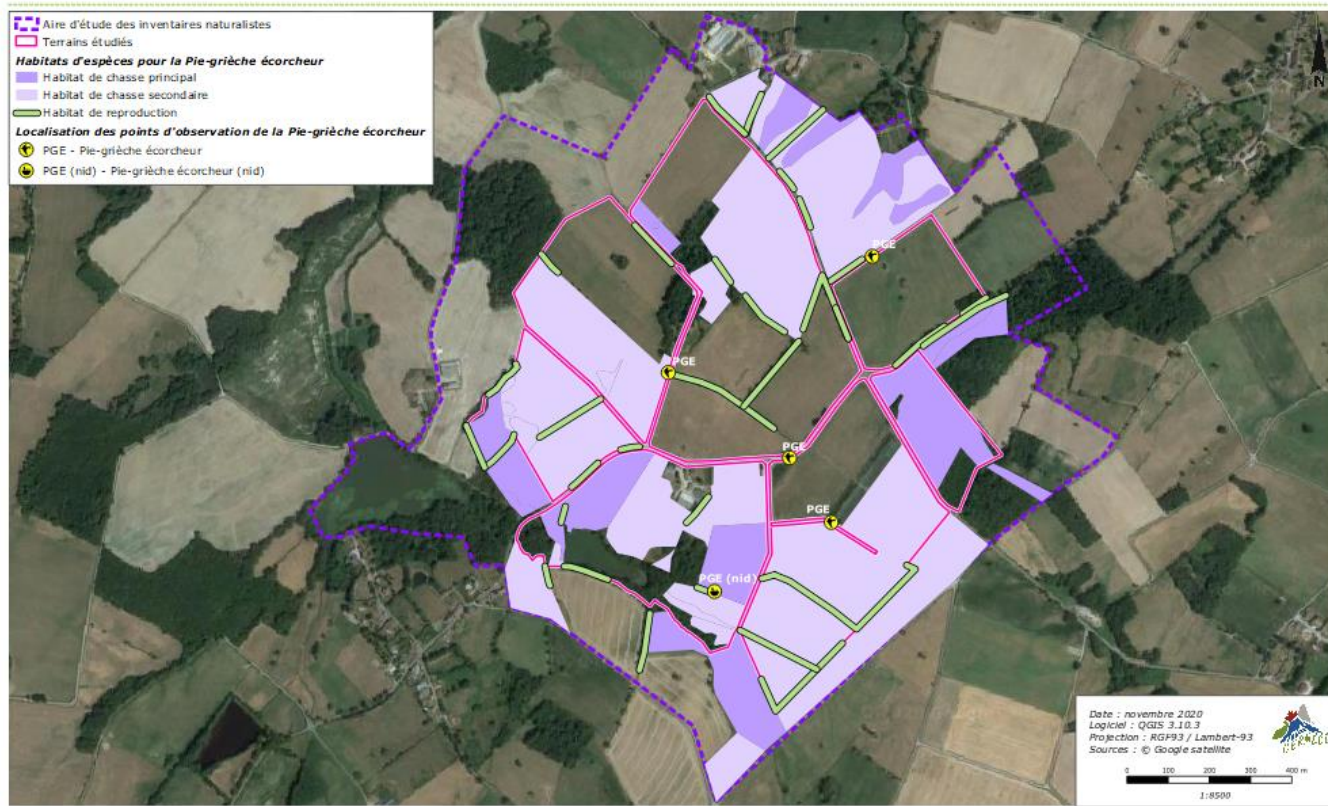 Aire d'étude des inventaires naturalistes
Terrains étudiés
Habitats d'espèces pour la Pie-grièche écorcheur
Habitat de chasse principal
Habitat de chasse secondaire
Habitat de reproduction
Localisation des points d'observation de la Pie-grièche écorcheur
PGE - Pie-grièche écorcheur
PGE (nid) - Pie-grièche écorcheur (nid)
N
PGE
PGE
PGE
PGE
PGE (nid)
Date : novembre 2020
Logiciel : QGIS 3.10.3
Projection : RGF93 / Lambert-93
Sources : © Google satellite
0 100 200 300 400 m
1:8500